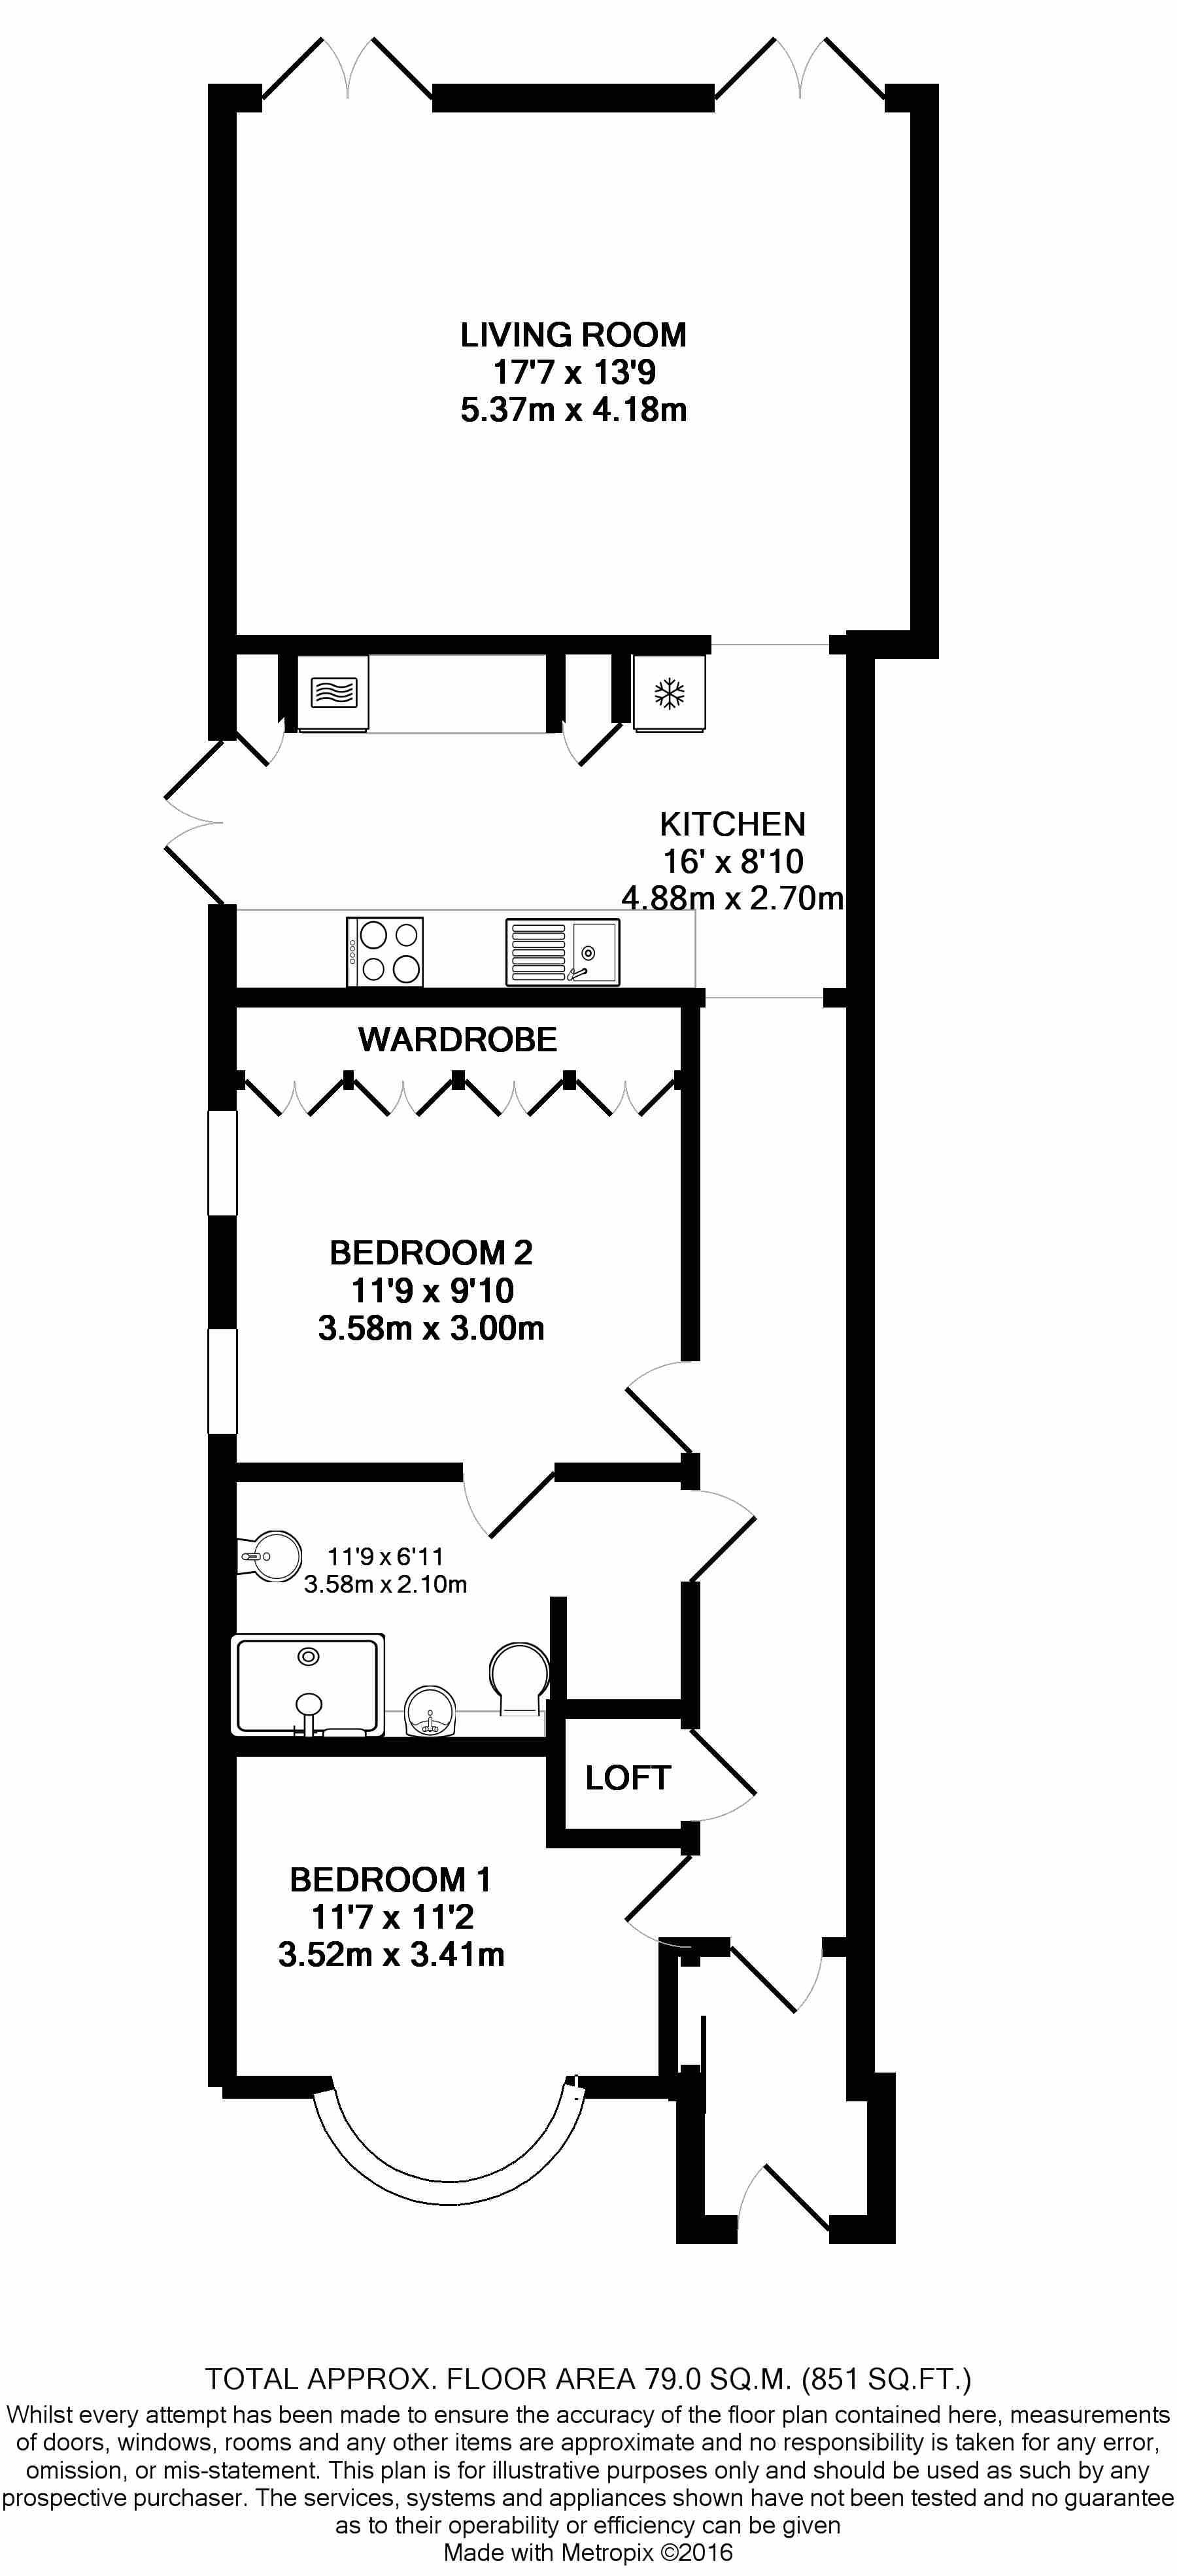 LIVING ROOM
17'7 x 13'9
5.37m x 4.18m
KITCHEN
16' x 8'10
4.88m x 2.70m
WARDROBE
BEDROOM 2
11'9 x 9'10
3.58m x 3.00m
11'9 x 6'11
3.58m x 2.10m
LOFT
BEDROOM 1
11'7 x 11'2
3.52m x 3.41m
TOTAL APPROX. FLOOR AREA 79.0 SQ.M. (851 SQ.FT.)
Whilst every attempt has been made to ensure the accuracy of the floor plan contained here, measurements
of doors, windows, rooms and any other items are approximate and no responsibility is taken for any error,
omission, or mis-statement. This plan is for illustrative purposes only and should be used as such by any
prospective purchaser. The services, systems and appliances shown have not been tested and no guarantee
as to their operability or efficiency can be given
Made with Metropix ©2016